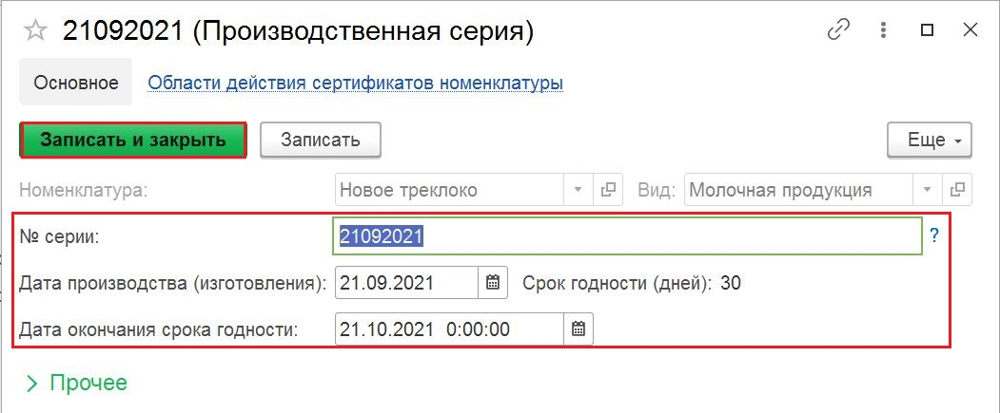 21092021 (Производственная серия)
Основное Области действия сертификатов номенклатуры
Записать и закрыть Записать Еще
Номенклатура: Новое треклоко Вид: Молочная продукция
№ серии: 21092021 ?
Дата производства (изготовления): 21.09.2021 Срок годности (дней): 30
Дата окончания срока годности: 21.10.2021 0:00:00
Прочее